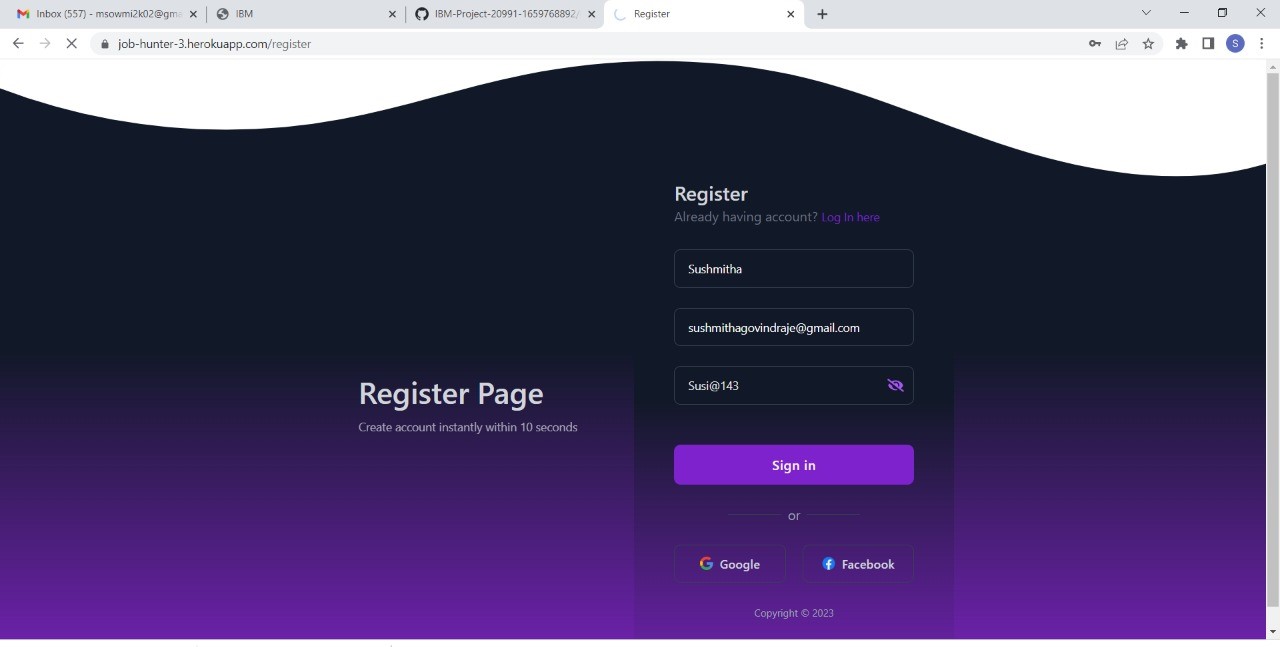 Inbox (557) - msowmi2k02@gma
IBM
IBM-Project-20991-1659768892/
Register
job-hunter-3.herokuapp.com/register
S
Register
Already having account? Log In here
Sushmitha
sushmithagovindraje@gmail.com
Susi@143
Register Page
Create account instantly within 10 seconds
Sign in
or
Google
Facebook
Copyright © 2023